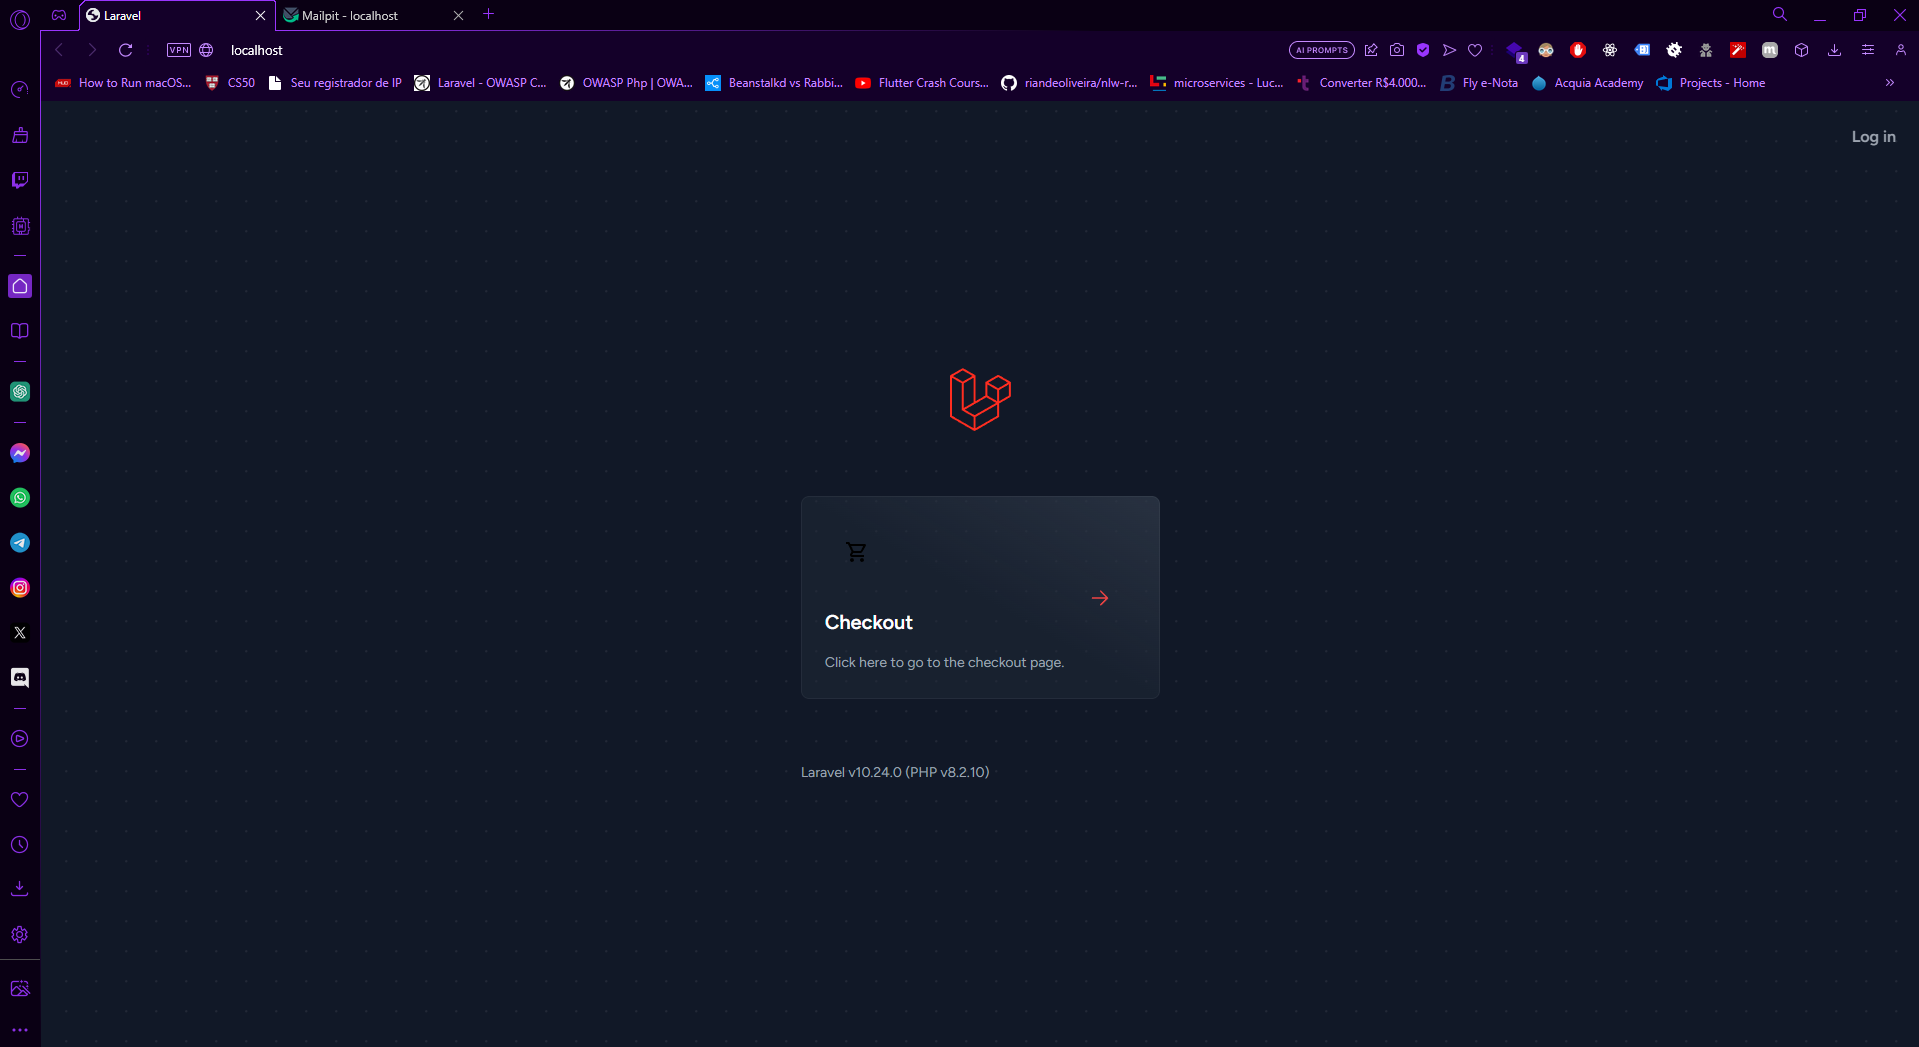 Laravel
Mailpit - localhost
VPN
localhost
AI PROMPTS
4
How to Run macOS...
CS50
Seu registrador de IP
Laravel - OWASP C...
OWASP Php | OWA...
Beanstalkd vs Rabbi...
Flutter Crash Cours...
riandeoliveira/nlw-r...
microservices - Luc...
Converter R$4.000...
Fly e-Nota
Acquia Academy
Projects - Home
Log in
Checkout
Click here to go to the checkout page.
Laravel v10.24.0 (PHP v8.2.10)